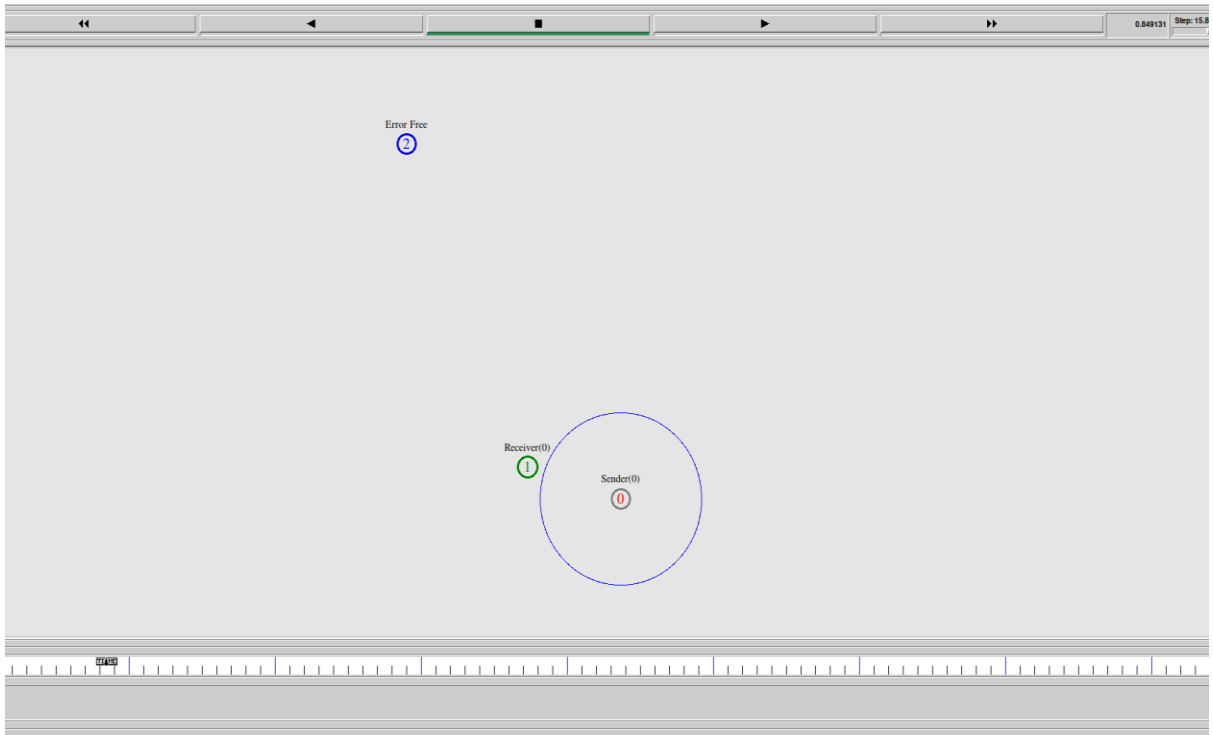 0.849131
Step: 15.8
Error Free
2
Receiver(0)
1
Sender(0)
0